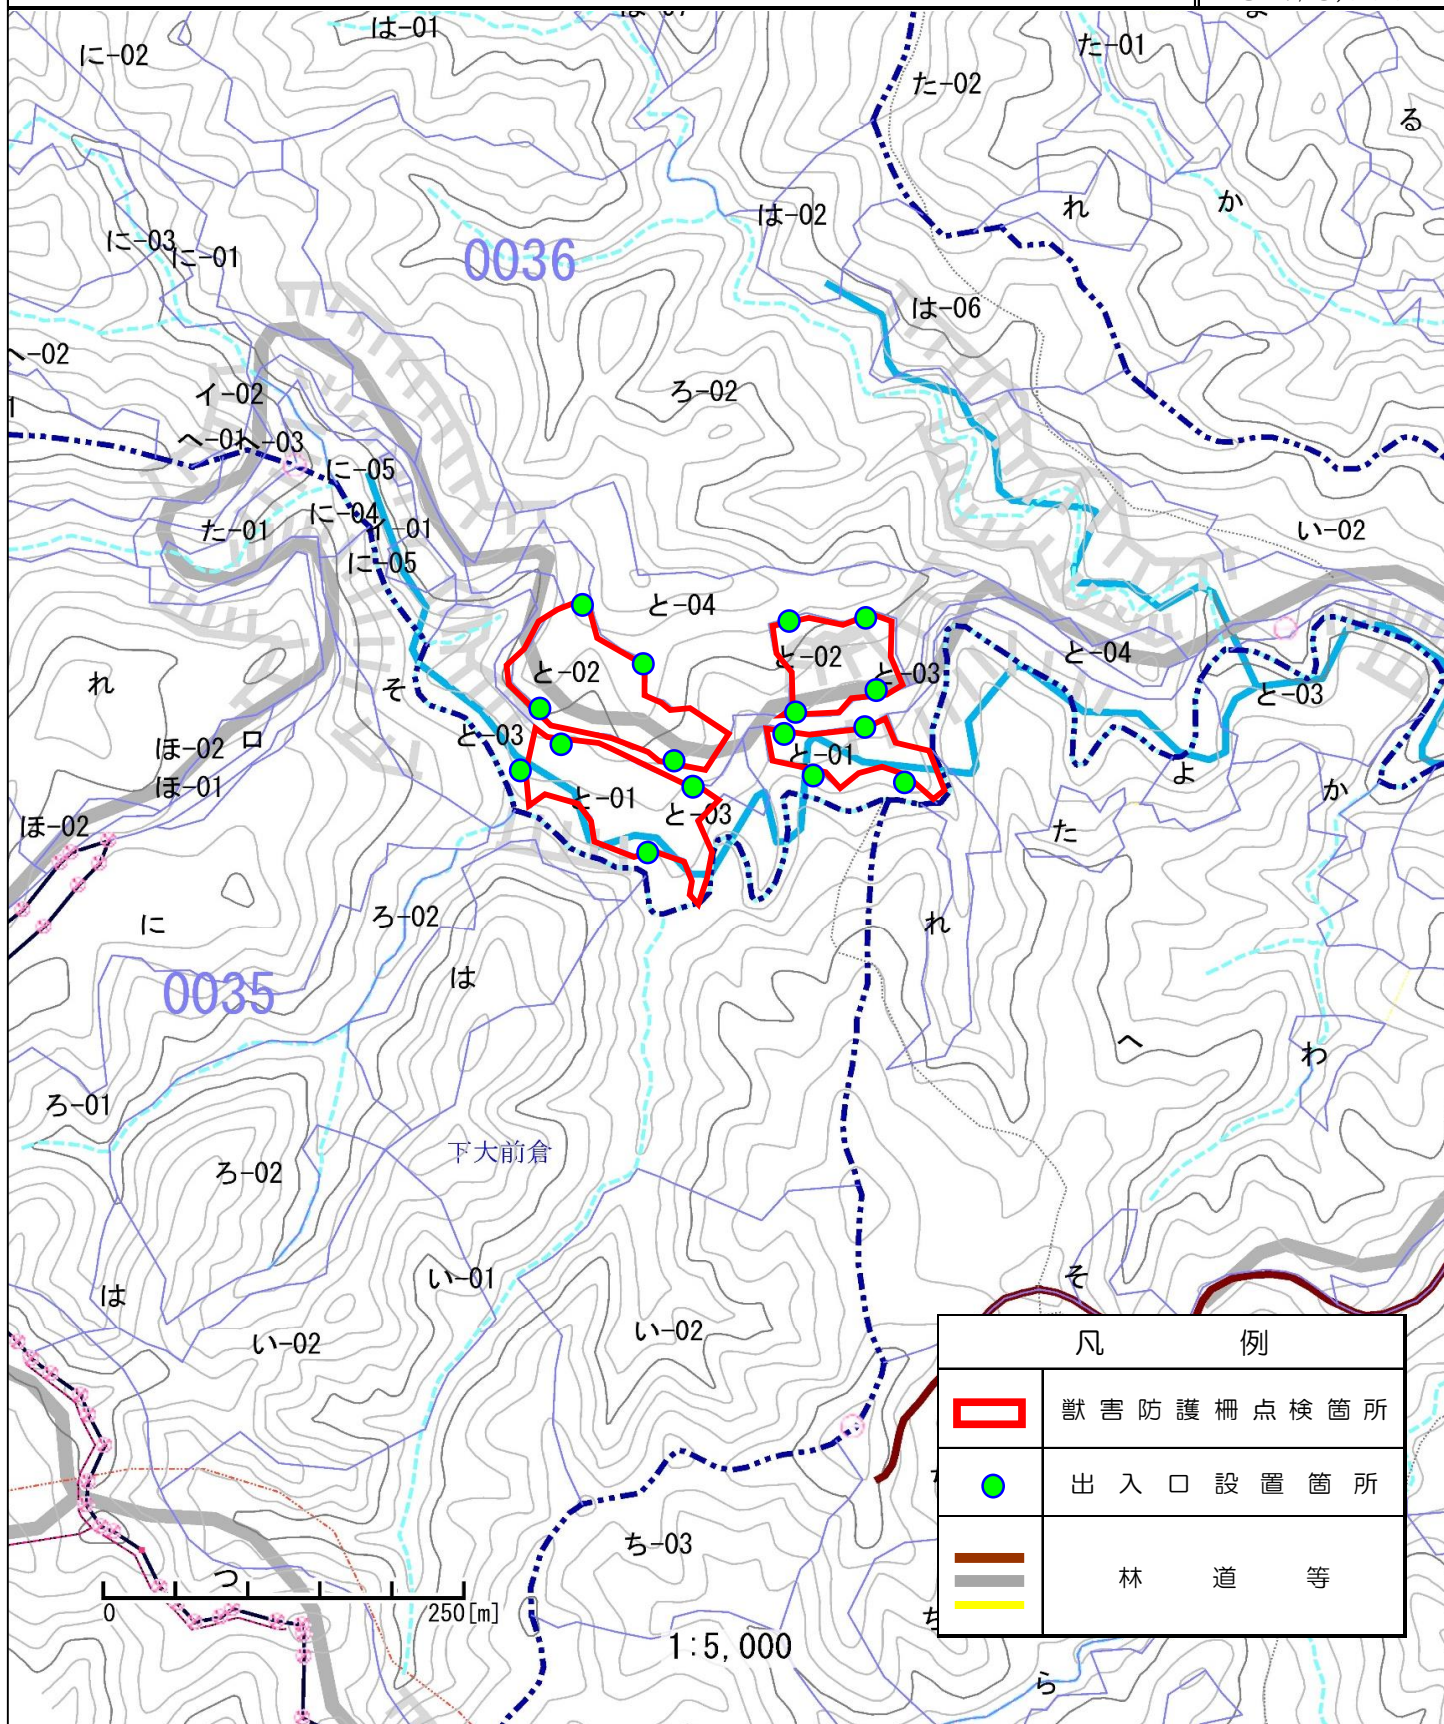 は-01
に-02
た-01
た-02
る
れ
か
は-02
に-03
に-01
0036
は-06
へ-02
イ-02
ろ-02
へ-01
へ-03
に-05
に-04
た-01
イ-01
い-02
に-05
と-04
と-02
と-02
と-03
と-04
れ
そ
と-03
と-03
ほ-02
ロ
と-01
よ
ほ-01
と-01
と-03
か
ほ-02
た
に
ろ-02
れ
は
0035
へ
わ
ろ-01
下大前倉
ろ-02
い-01
そ
は
い-02
い-02
凡 例
獣害防護柵点検箇所
出入口設置箇所
ち-03
林道等
つ
0 250[m]
1:5,000
ら